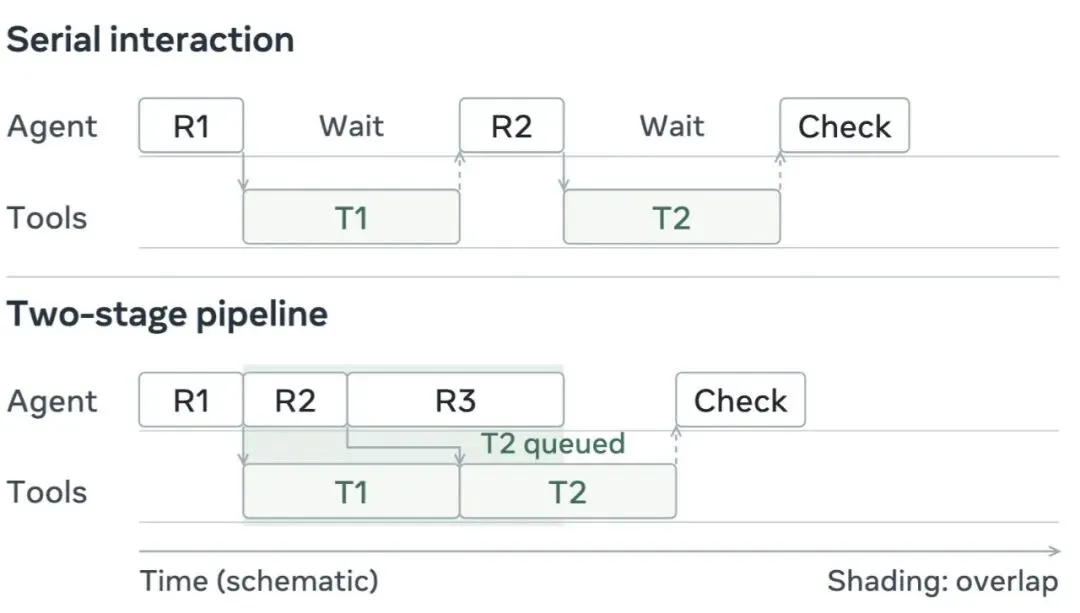 Serial interaction
Agent R1 Wait R2 Wait Check
Tools T1 T2
Two-stage pipeline
Agent R1 R2 R3 Check
T2 queued
Tools T1 T2
Time (schematic) Shading: overlap